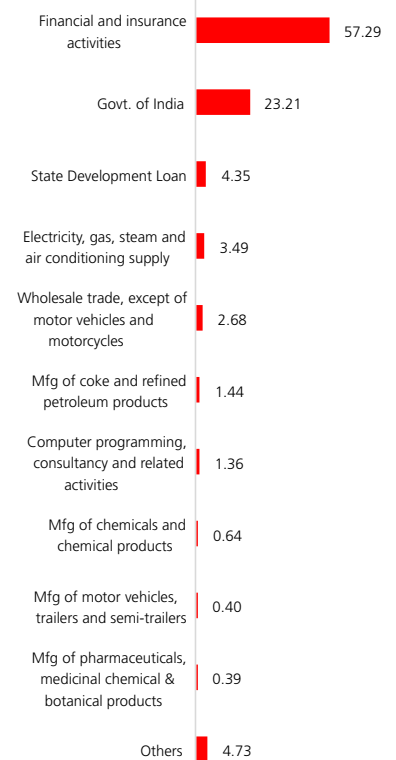 Financial and insurance
activities
57.29
Govt. of India
23.21
State Development Loan
4.35
Electricity, gas, steam and
air conditioning supply
3.49
Wholesale trade, except of
motor vehicles and
motorcycles
2.68
Mfg of coke and refined
petroleum products
1.44
Computer programming,
consultancy and related
activities
1.36
Mfg of chemicals and
chemical products
0.64
Mfg of motor vehicles,
trailers and semi-trailers
0.40
Mfg of pharmaceuticals,
medicinal chemical &
botanical products
0.39
Others
4.73